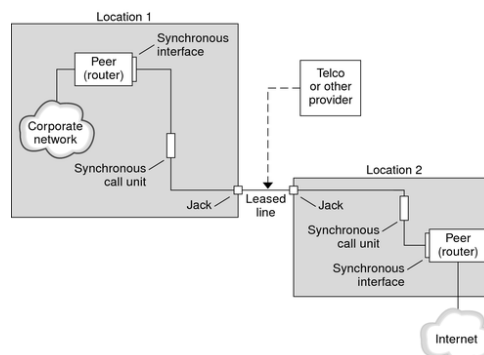 Location 1
Synchronous
interface
Peer
(router)
Corporate
network
Synchronous
call unit
Jack
Telco
or other
provider
Leased
line
Location 2
Jack
Synchronous
call unit
Peer
(router)
Synchronous
interface
Internet